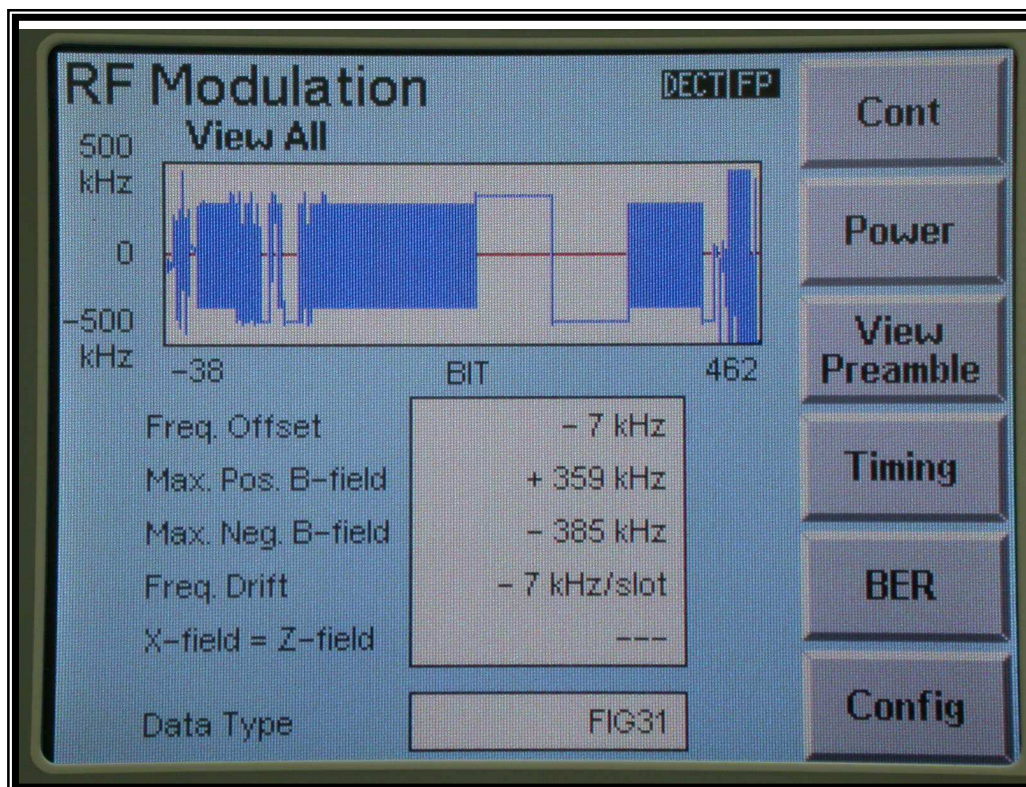 RF Modulation
DECT FP
View All
500
kHz
0
-500
kHz
-38
BIT
462
Freq. Offset
- 7 kHz
Max. Pos. B-field
+ 359 kHz
Max. Neg. B-field
- 385 kHz
Freq. Drift
- 7 kHz/slot
X-field = Z-field
---
Data Type
FIG31
Cont
Power
View
Preamble
Timing
BER
Config